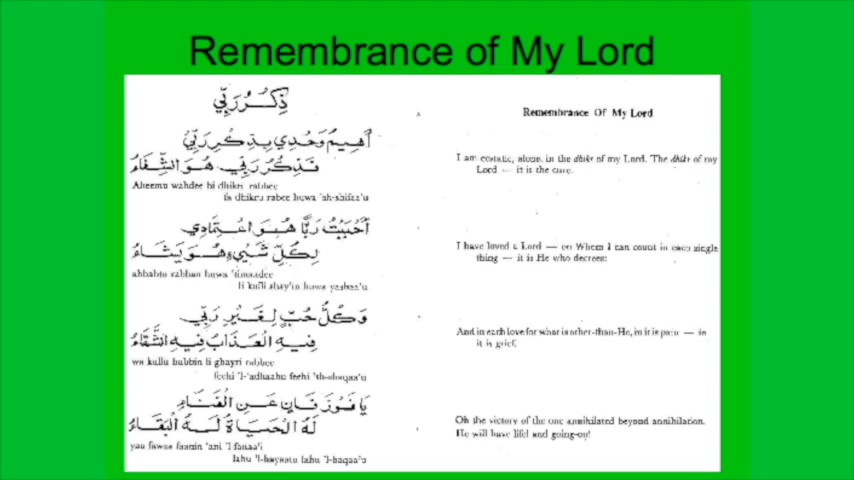 Remembrance of My Lord
ذِكْرُ رَبِّي
أَهِيمُ وَحْدِي بِذِكْرِ رَبِّي
فَذِكْرُ رَبِّي هُوَ الشِّفَاءُ
Aheemu wahdee bi dhikri rabbee
fa dhikru rabee huwa 'sh-shifaa'u
أَحْبَبْتُ رَبًّا هُوَ اعْتِمَادِي
لِكُلِّ شَيْءٍ هُوَ يَشَاءُ
ahbabtu rabban huwa 'timaadee
li kulli shay'in huwa yashaa'u
وَكُلُّ حُبٍّ لِغَيْرِ رَبِّي
فِيهِ الْعَذَابُ فِيهِ الشَّقَاءُ
wa kullu hubbin li ghayri rabbee
feehi 'l-'adhaabu feehi 'sh-shaqaa'u
يَا فَوْزَ فَانٍ عَنِ الْفَنَاءِ
لَهُ الْحَيَاةُ لَهُ الْبَقَاءُ
yaa fawza faanin 'ani 'l-fanaa'i
lahu 'l-hayaatu lahu 'l-baqaa'u
Remembrance Of My Lord
I am ecstatic, alone, in the dhikr of my Lord. The dhikr of my
Lord — it is the cure.
I have loved a Lord — on Whom I can count in each single
thing — it is He who decrees:
And in each love for what is other-than-He, in it is pain — in
it is grief.
Oh the victory of the one annihilated beyond annihilation.
He will have life! and going-on!